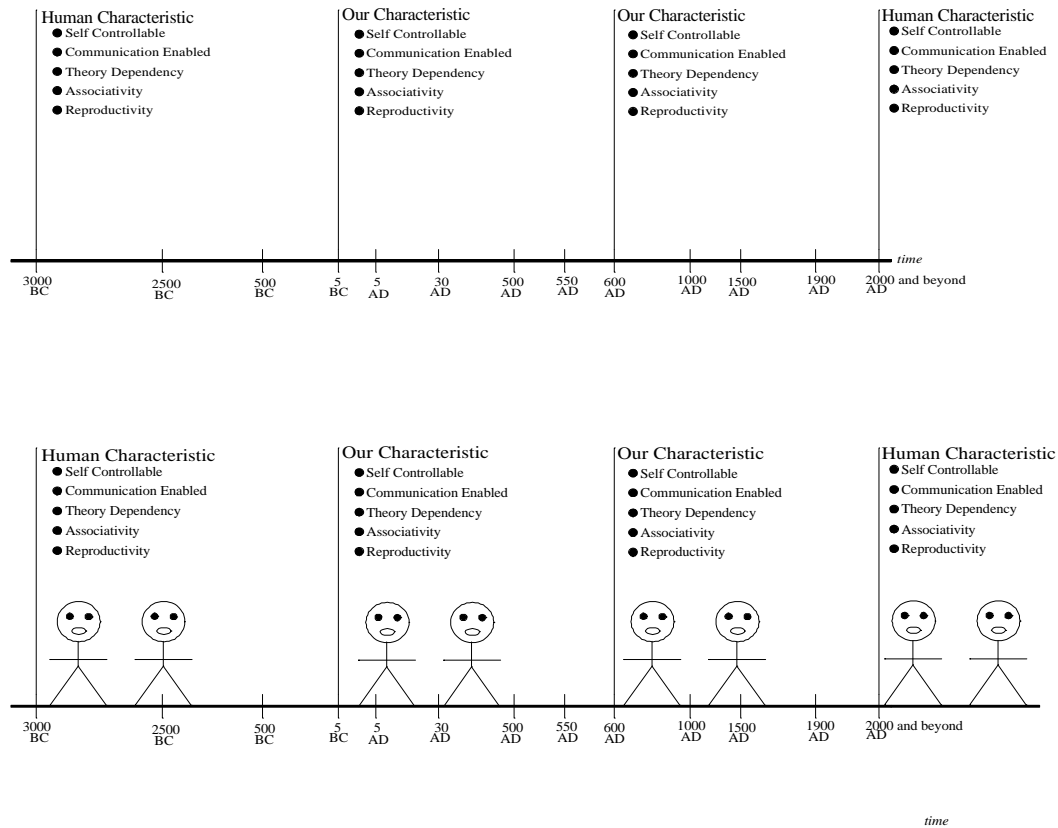 Human Characteristic
Self Controllable
Communication Enabled
Theory Dependency
Associativity
Reproductivity
Our Characteristic
Self Controllable
Communication Enabled
Theory Dependency
Associativity
Reproductivity
Our Characteristic
Self Controllable
Communication Enabled
Theory Dependency
Associativity
Reproductivity
Human Characteristic
Self Controllable
Communication Enabled
Theory Dependency
Associativity
Reproductivity
time
3000
BC
2500
BC
500
BC
5
BC
5
AD
30
AD
500
AD
550
AD
600
AD
1000
AD
1500
AD
1900
AD
2000 and beyond
AD
Human Characteristic
Self Controllable
Communication Enabled
Theory Dependency
Associativity
Reproductivity
Our Characteristic
Self Controllable
Communication Enabled
Theory Dependency
Associativity
Reproductivity
Our Characteristic
Self Controllable
Communication Enabled
Theory Dependency
Associativity
Reproductivity
Human Characteristic
Self Controllable
Communication Enabled
Theory Dependency
Associativity
Reproductivity
3000
BC
2500
BC
500
BC
5
BC
5
AD
30
AD
500
AD
550
AD
600
AD
1000
AD
1500
AD
1900
AD
2000 and beyond
AD
time